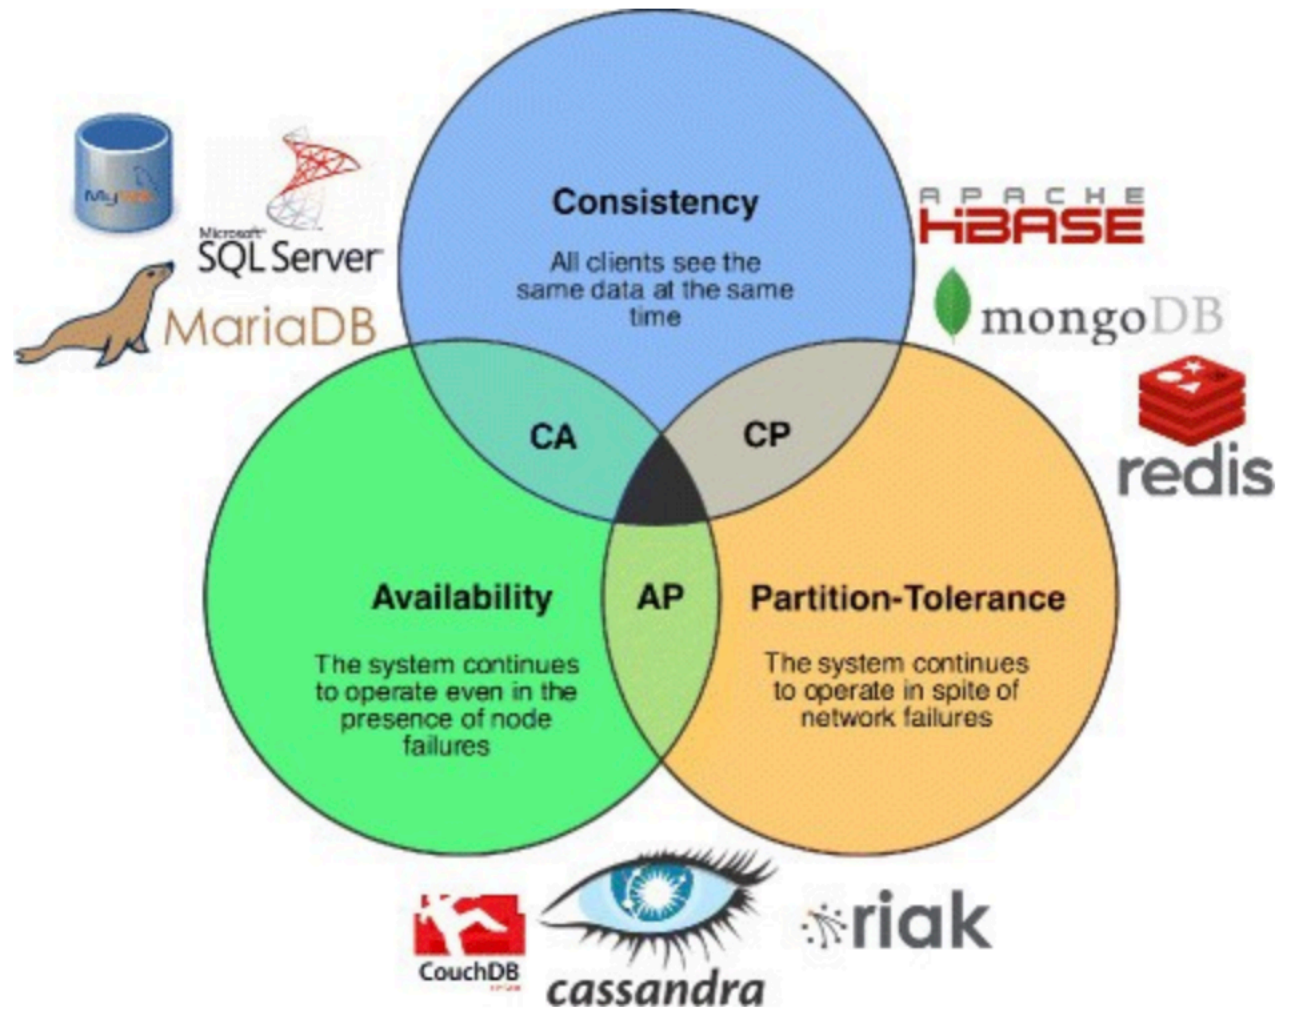 Consistency
All clients see the
same data at the same
time
MySQL
Microsoft
SQL Server
MariaDB
APACHE
HBASE
mongoDB
redis
CA
CP
AP
Availability
The system continues
to operate even in the
presence of node
failures
Partition-Tolerance
The system continues
to operate in spite of
network failures
CouchDB
cassandra
riak